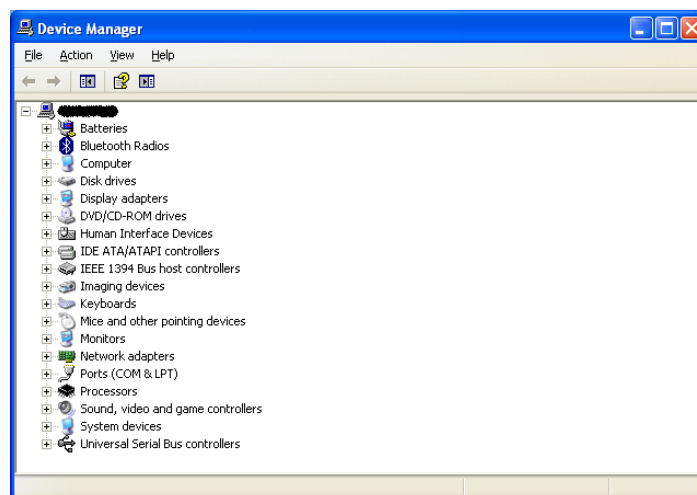 Device Manager
File Action View Help
Batteries
Bluetooth Radios
Computer
Disk drives
Display adapters
DVD/CD-ROM drives
Human Interface Devices
IDE ATA/ATAPI controllers
IEEE 1394 Bus host controllers
Imaging devices
Keyboards
Mice and other pointing devices
Monitors
Network adapters
Ports (COM & LPT)
Processors
Sound, video and game controllers
System devices
Universal Serial Bus controllers